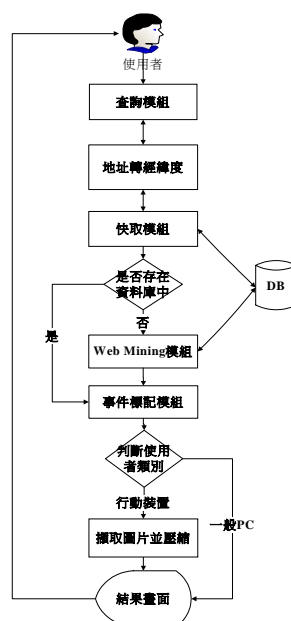 使用者
查詢模組
地址轉經緯度
快取模組
是否存在
資料庫中
DB
是
否
Web Mining模組
事件標記模組
判斷使用
者類別
行動裝置
一般PC
擷取圖片並壓縮
結果畫面